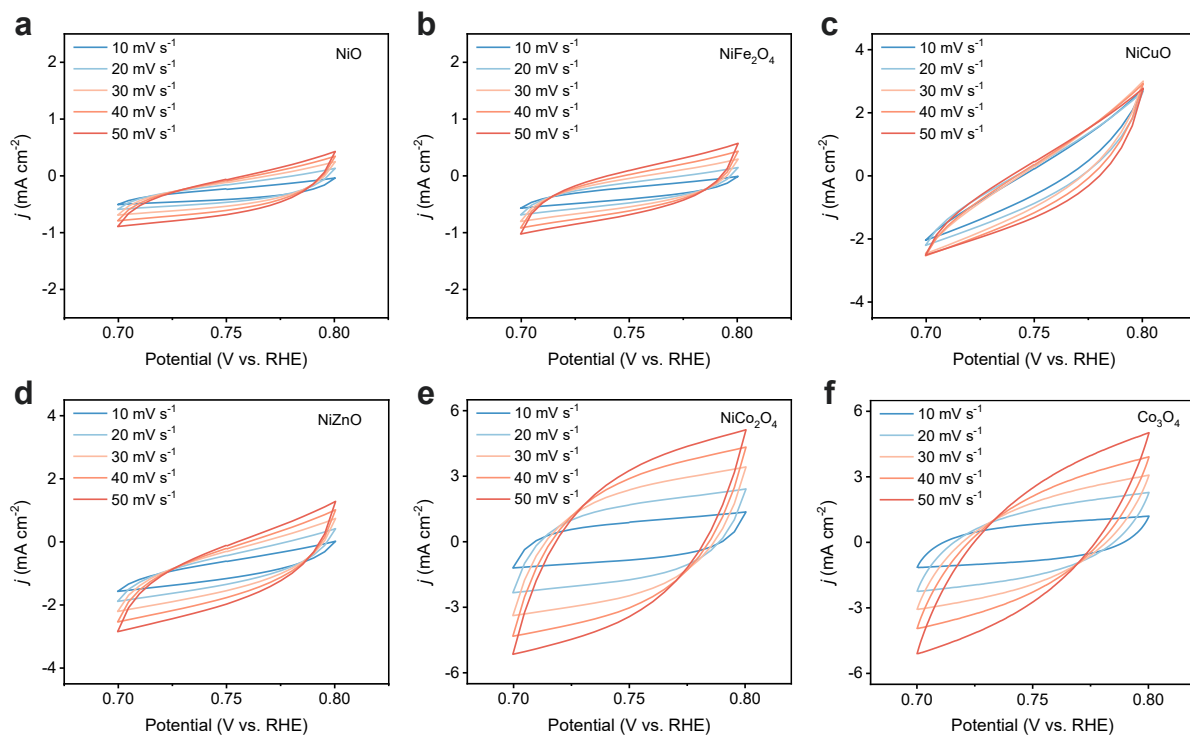 a
10 mV s⁻¹
20 mV s⁻¹
30 mV s⁻¹
40 mV s⁻¹
50 mV s⁻¹
NiO
j (mA cm⁻²)
2
1
0
-1
-2
0.70 0.75 0.80
Potential (V vs. RHE)
b
10 mV s⁻¹
20 mV s⁻¹
30 mV s⁻¹
40 mV s⁻¹
50 mV s⁻¹
NiFe₂O₄
j (mA cm⁻²)
2
1
0
-1
-2
0.70 0.75 0.80
Potential (V vs. RHE)
c
10 mV s⁻¹
20 mV s⁻¹
30 mV s⁻¹
40 mV s⁻¹
50 mV s⁻¹
NiCuO
j (mA cm⁻²)
4
2
0
-2
-4
0.70 0.75 0.80
Potential (V vs. RHE)
d
10 mV s⁻¹
20 mV s⁻¹
30 mV s⁻¹
40 mV s⁻¹
50 mV s⁻¹
NiZnO
j (mA cm⁻²)
4
2
0
-2
-4
0.70 0.75 0.80
Potential (V vs. RHE)
e
10 mV s⁻¹
20 mV s⁻¹
30 mV s⁻¹
40 mV s⁻¹
50 mV s⁻¹
NiCo₂O₄
j (mA cm⁻²)
6
3
0
-3
-6
0.70 0.75 0.80
Potential (V vs. RHE)
f
10 mV s⁻¹
20 mV s⁻¹
30 mV s⁻¹
40 mV s⁻¹
50 mV s⁻¹
Co₃O₄
j (mA cm⁻²)
6
3
0
-3
-6
0.70 0.75 0.80
Potential (V vs. RHE)